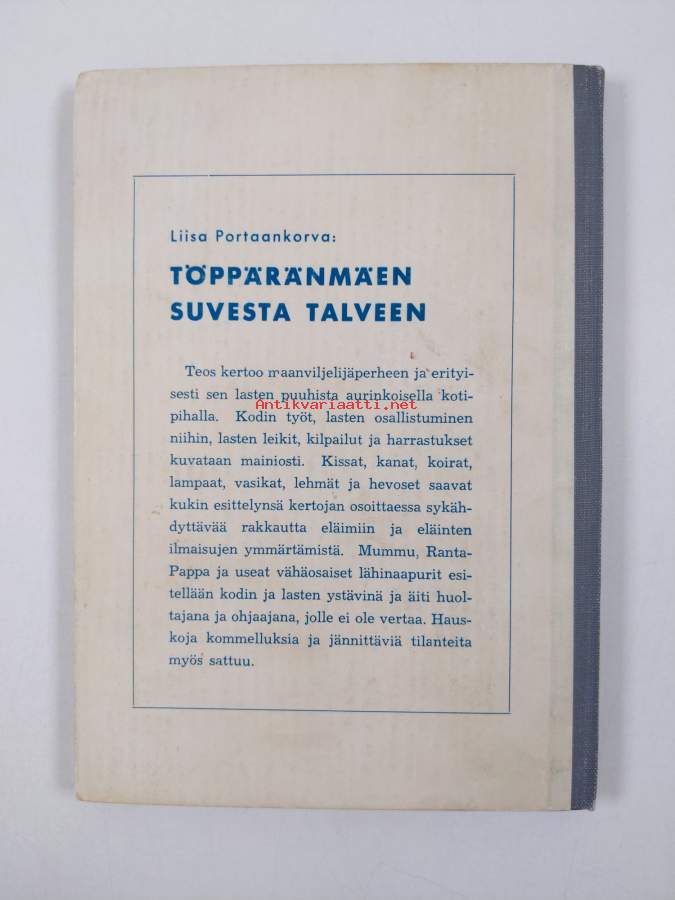 Liisa Portaankorva:
TÖPPÄRÄNMÄEN
SUVESTA TALVEEN
Teos kertoo maanviljelijäperheen ja erityi-
sesti sen lasten puuhista aurinkoisella koti-
Antikvariaatti.net
pihalla. Kodin työt, lasten osallistuminen
niihin, lasten leikit, kilpailut ja harrastukset
kuvataan mainiosti. Kissat, kanat, koirat,
lampaat, vasikat, lehmät ja hevoset saavat
kukin esittelynsä kertojan osoittaessa sykäh-
dyttävää rakkautta eläimiin ja eläinten
ilmaisujen ymmärtämistä. Mummu, Ranta-
Pappa ja useat vähäosaiset lähinaapurit esi-
tellään kodin ja lasten ystävinä ja äiti huol-
tajana ja ohjaajana, jolle ei ole vertaa. Haus-
koja kommelluksia ja jännittäviä tilanteita
myös sattuu.